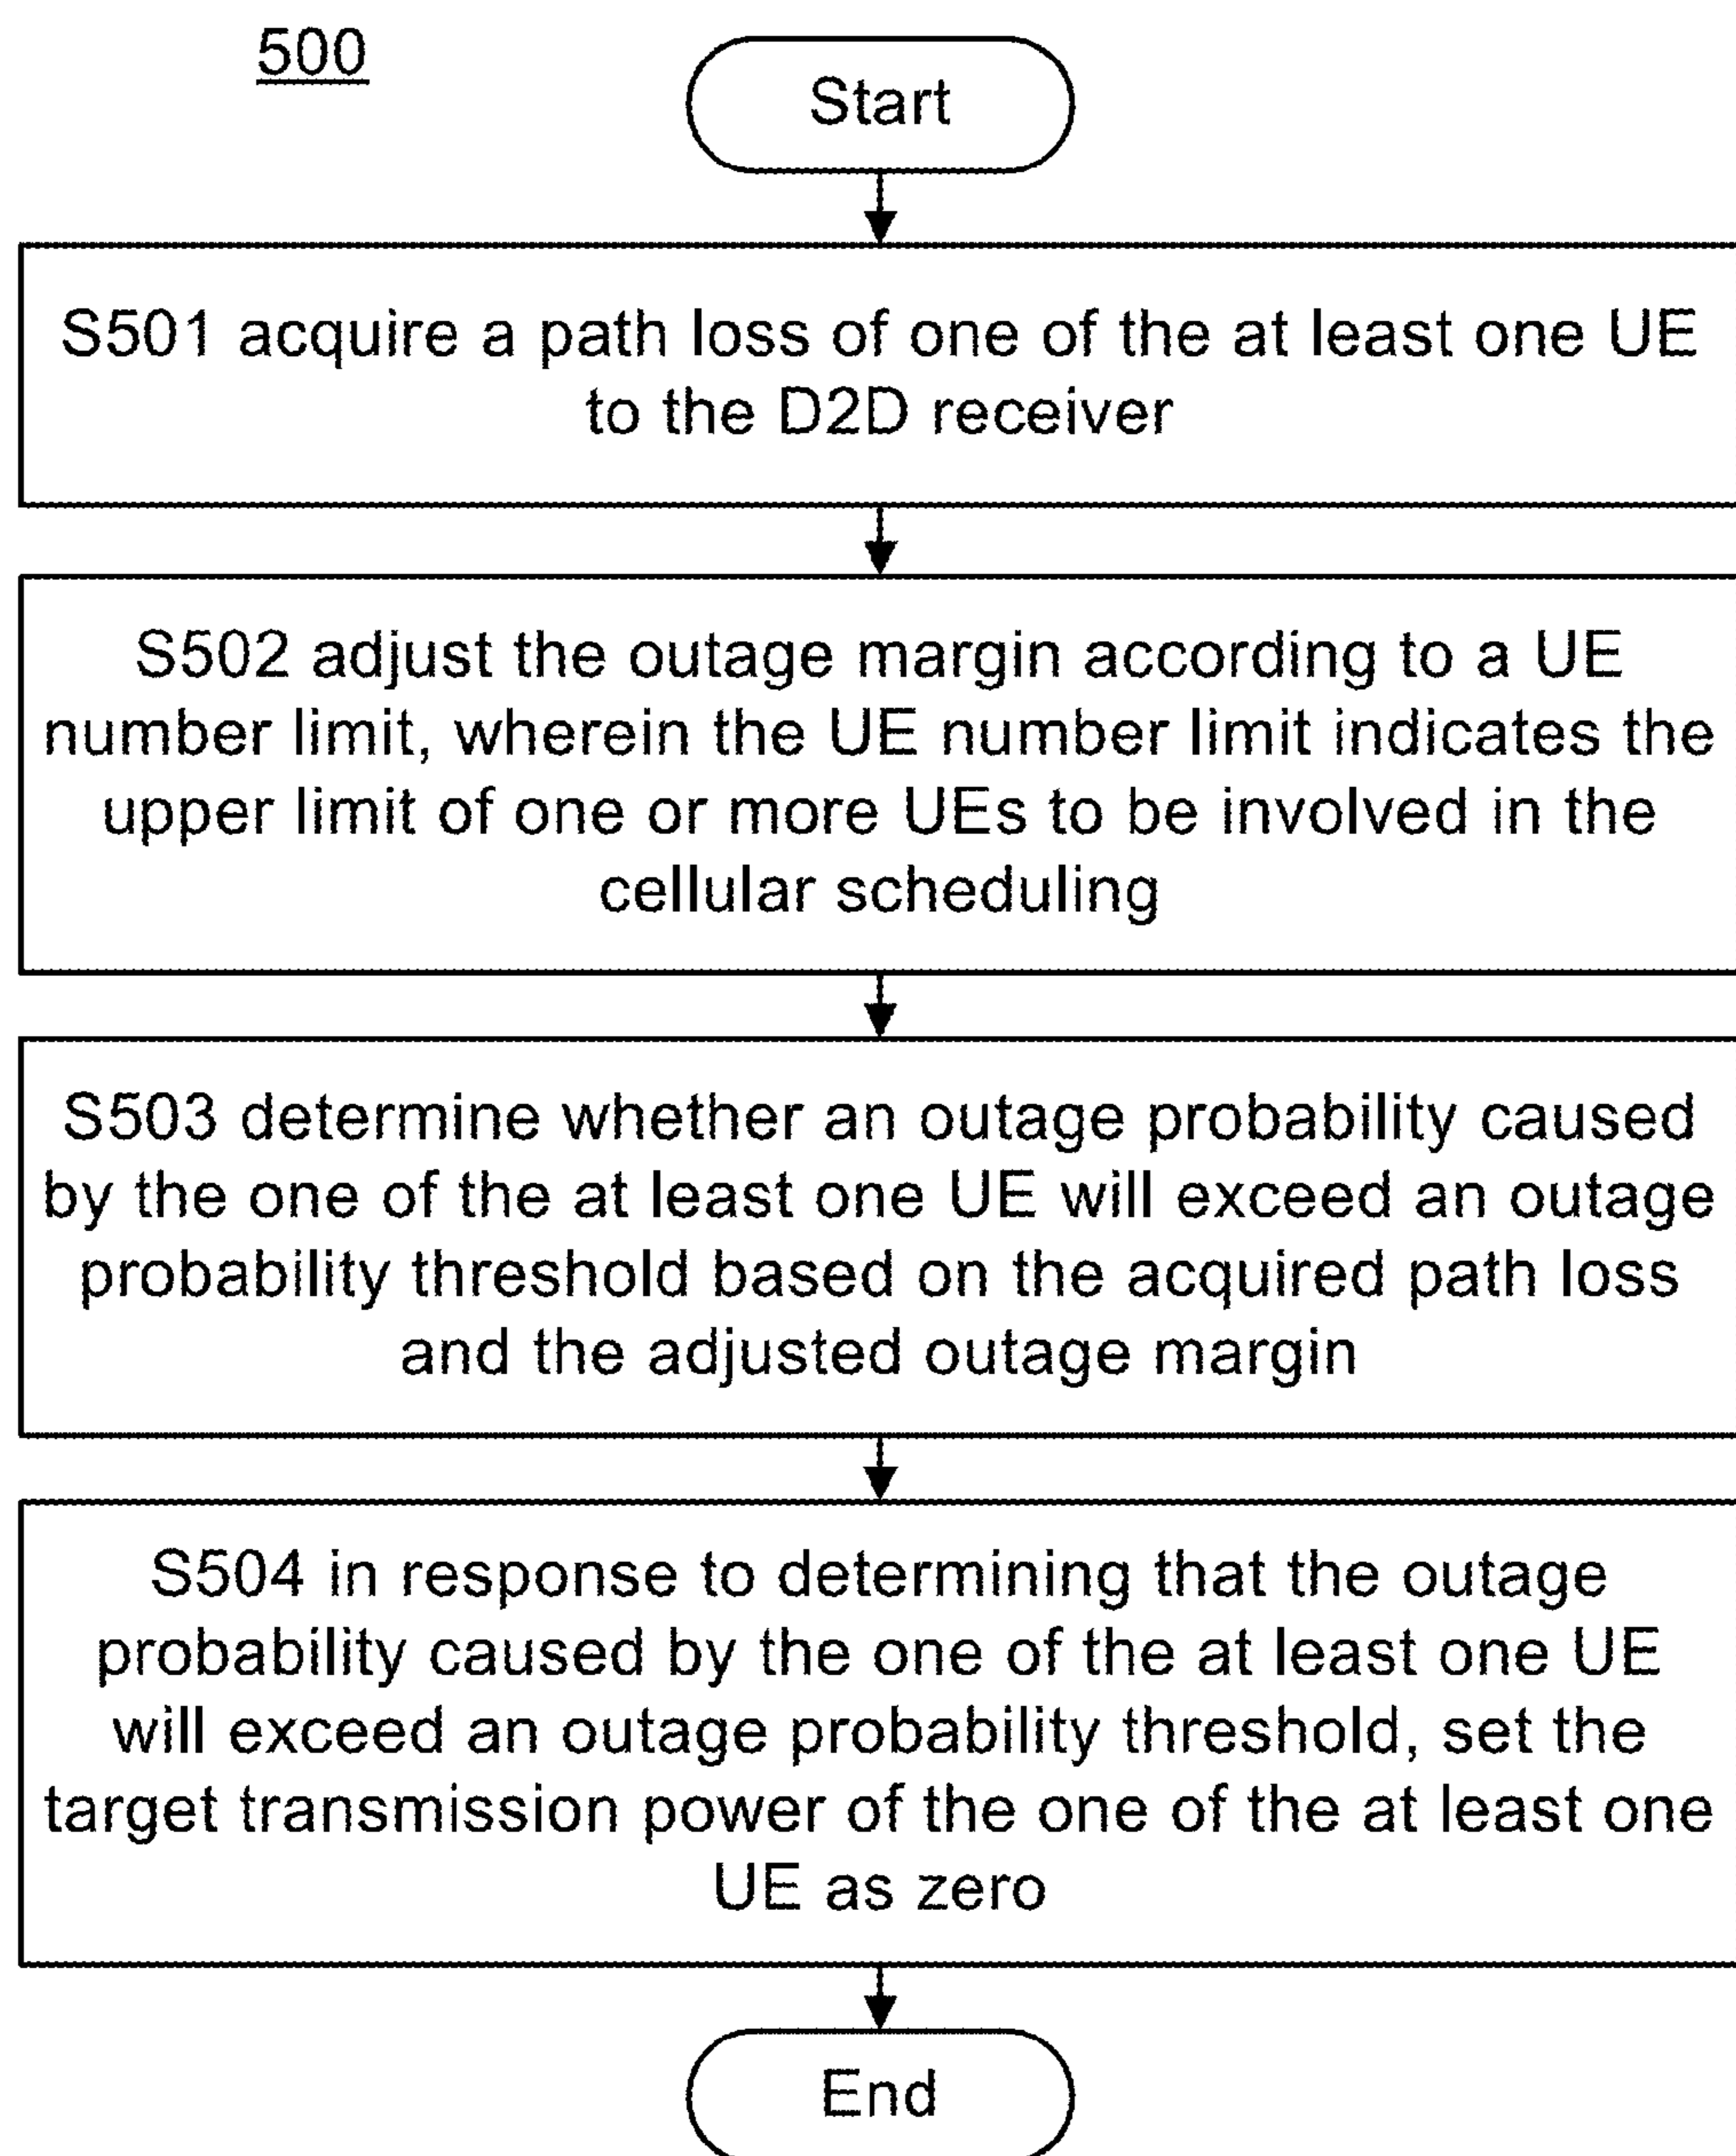 500
Start
S501 acquire a path loss of one of the at least one UE
to the D2D receiver
S502 adjust the outage margin according to a UE
number limit, wherein the UE number limit indicates the
upper limit of one or more UEs to be involved in the
cellular scheduling
S503 determine whether an outage probability caused
by the one of the at least one UE will exceed an outage
probability threshold based on the acquired path loss
and the adjusted outage margin
S504 in response to determining that the outage
probability caused by the one of the at least one UE
will exceed an outage probability threshold, set the
target transmission power of the one of the at least one
UE as zero
End